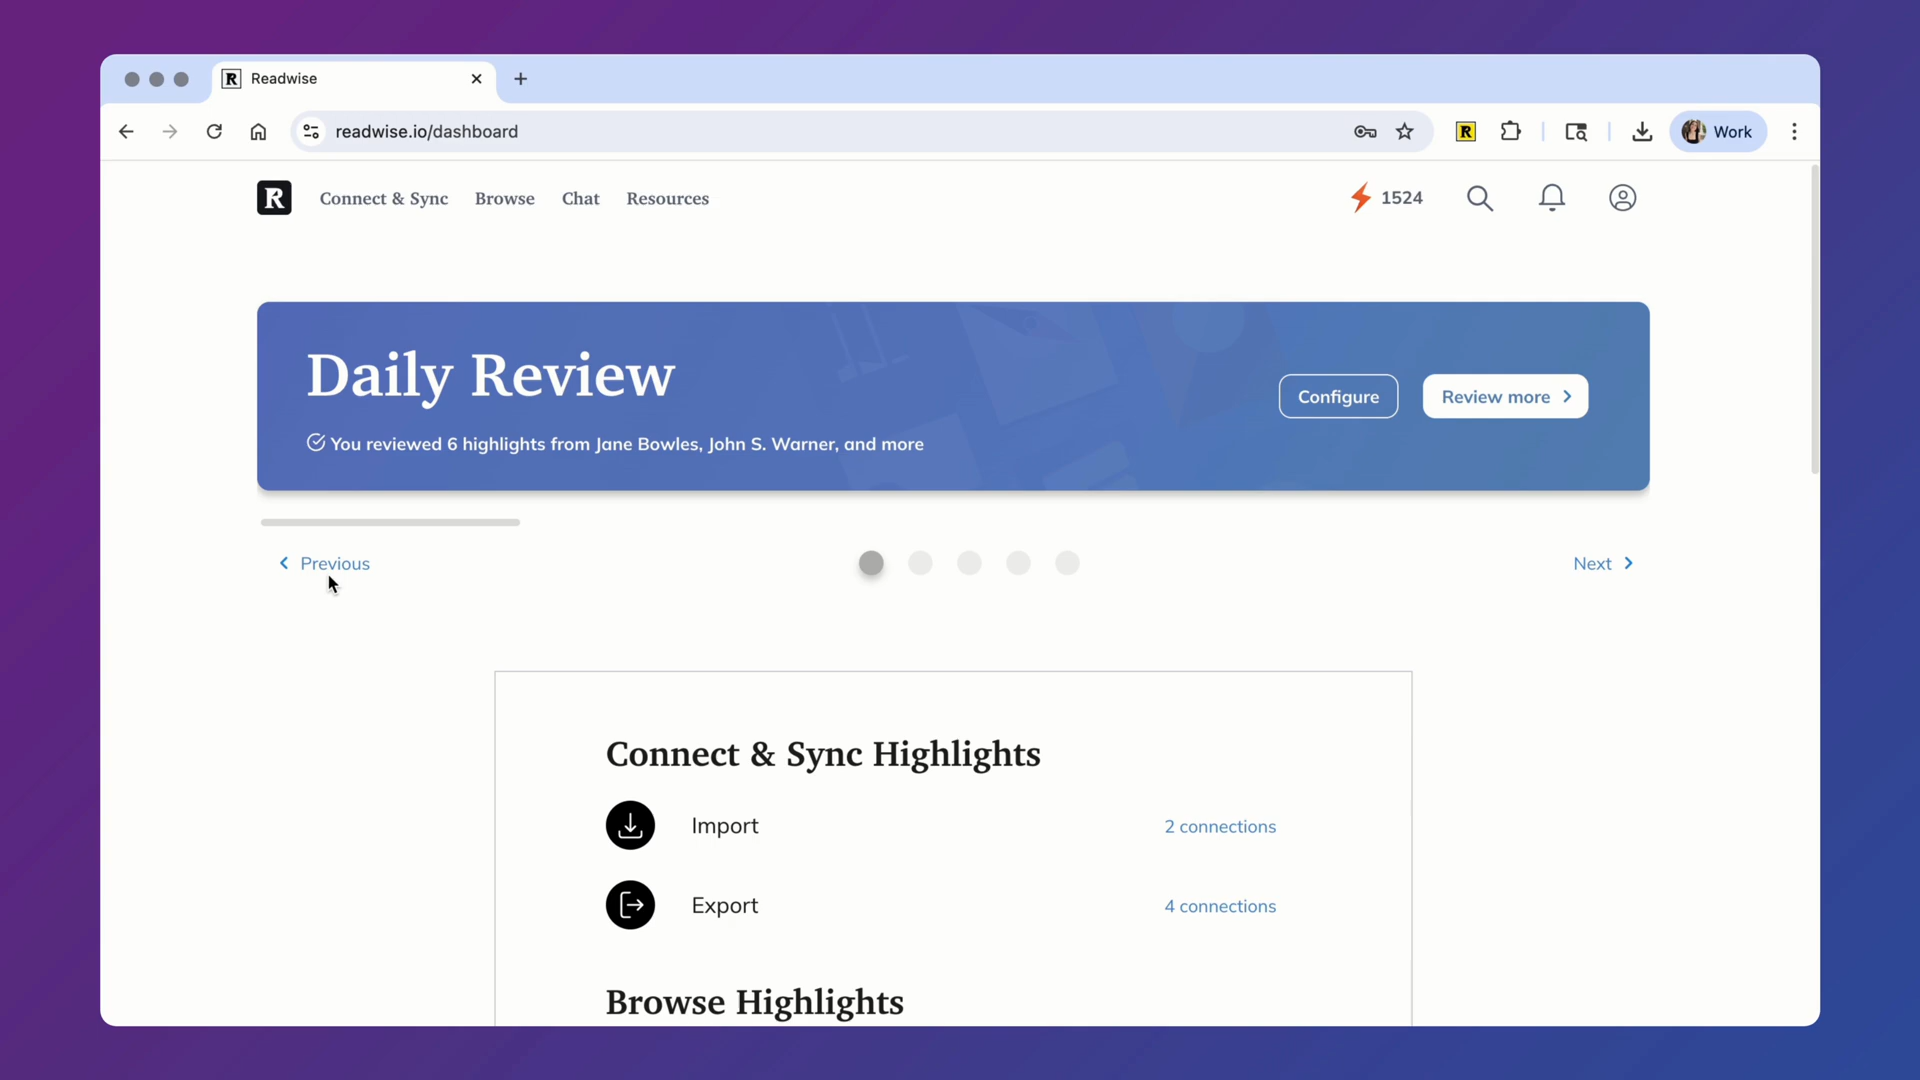 Readwise
readwise.io/dashboard
R
Work
R
Connect & Sync
Browse
Chat
Resources
1524
Daily Review
You reviewed 6 highlights from Jane Bowles, John S. Warner, and more
Configure
Review more
Previous
Next
Connect & Sync Highlights
Import
2 connections
Export
4 connections
Browse Highlights